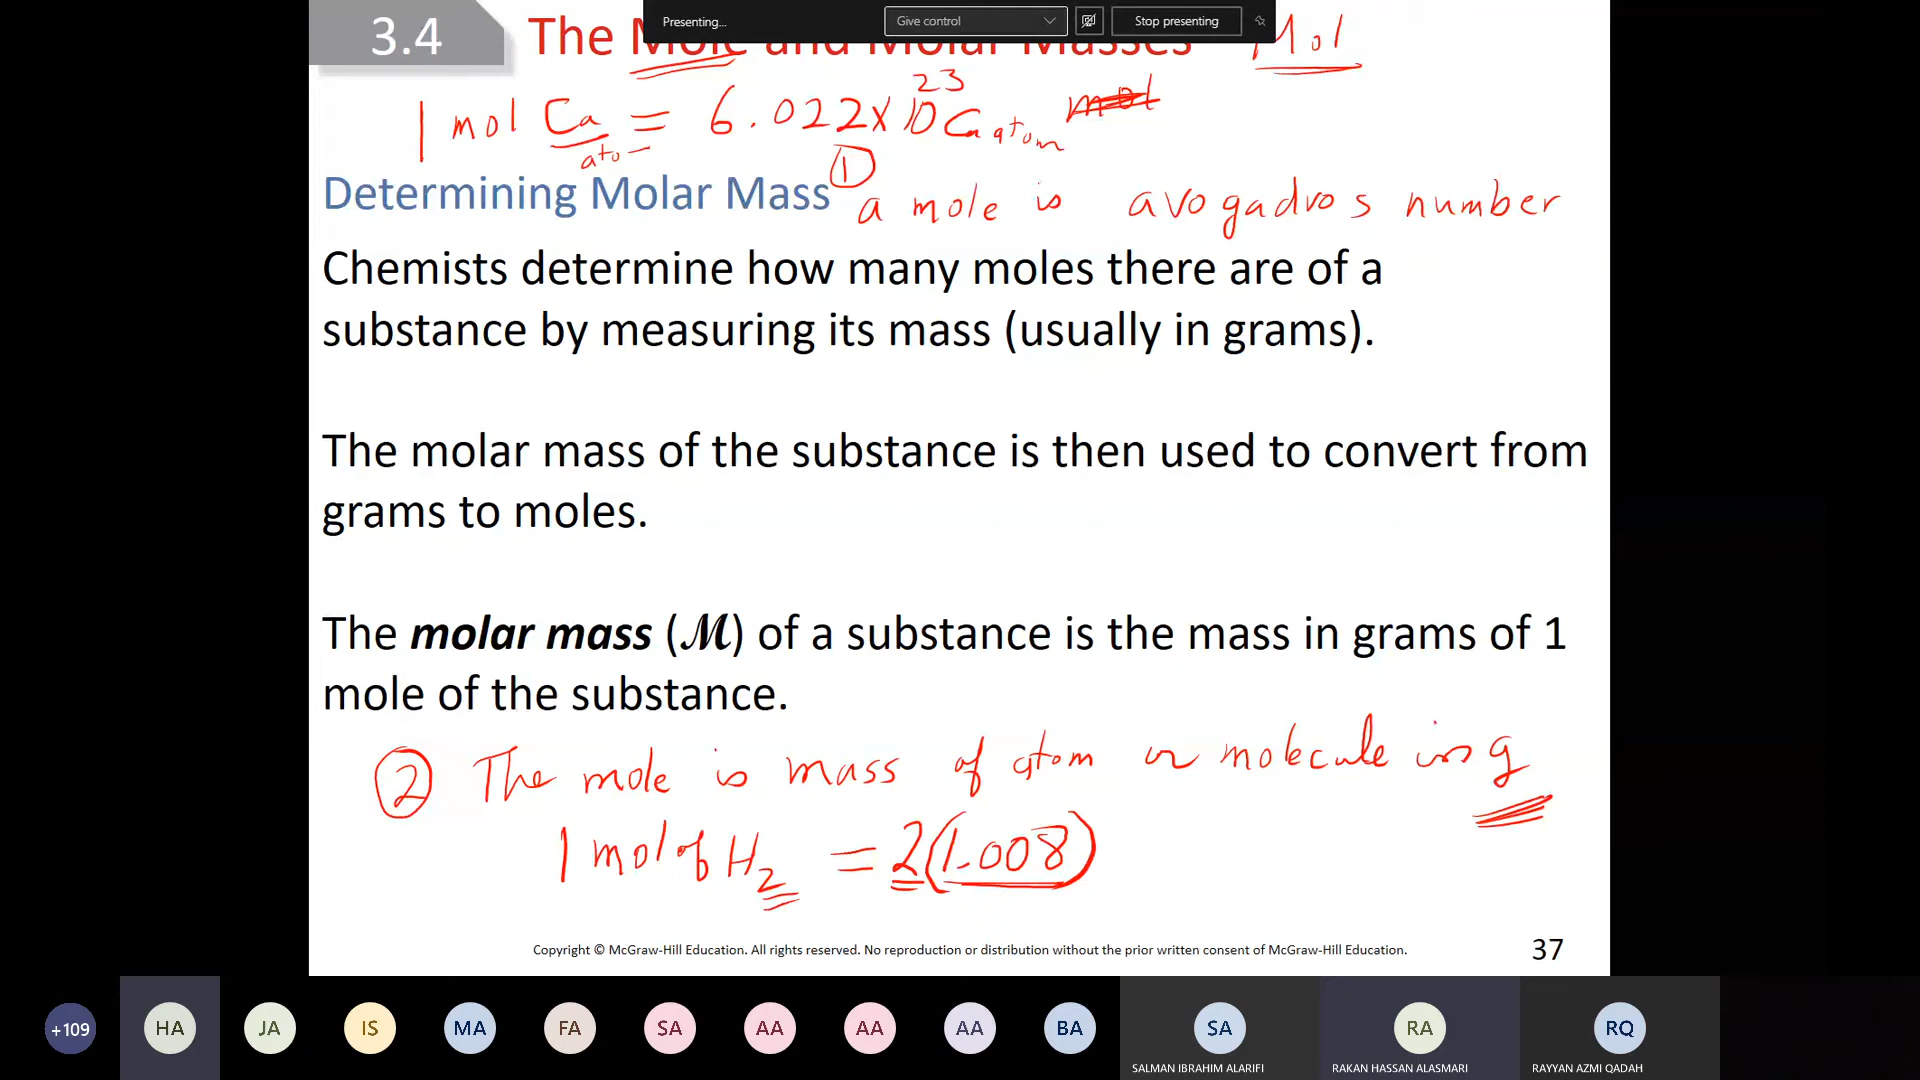 Presenting...
Give control
Stop presenting
3.4
The Mole and Molar Masses
Mol
1 mol Ca = 6.022 x 10 23 Ca atom mol
ato
1
Determining Molar Mass
a mole is avogadros number
Chemists determine how many moles there are of a
substance by measuring its mass (usually in grams).
The molar mass of the substance is then used to convert from
grams to moles.
The molar mass (ℳ) of a substance is the mass in grams of 1
mole of the substance.
2 The mole is mass of atom or molecule in g
1 mol of H2 = 2(1.008)
Copyright © McGraw-Hill Education. All rights reserved. No reproduction or distribution without the prior written consent of McGraw-Hill Education.
37
+109
HA
JA
IS
MA
FA
SA
AA
AA
AA
BA
SA
RA
RQ
SALMAN IBRAHIM ALARIFI
RAKAN HASSAN ALASMARI
RAYYAN AZMI QADAH